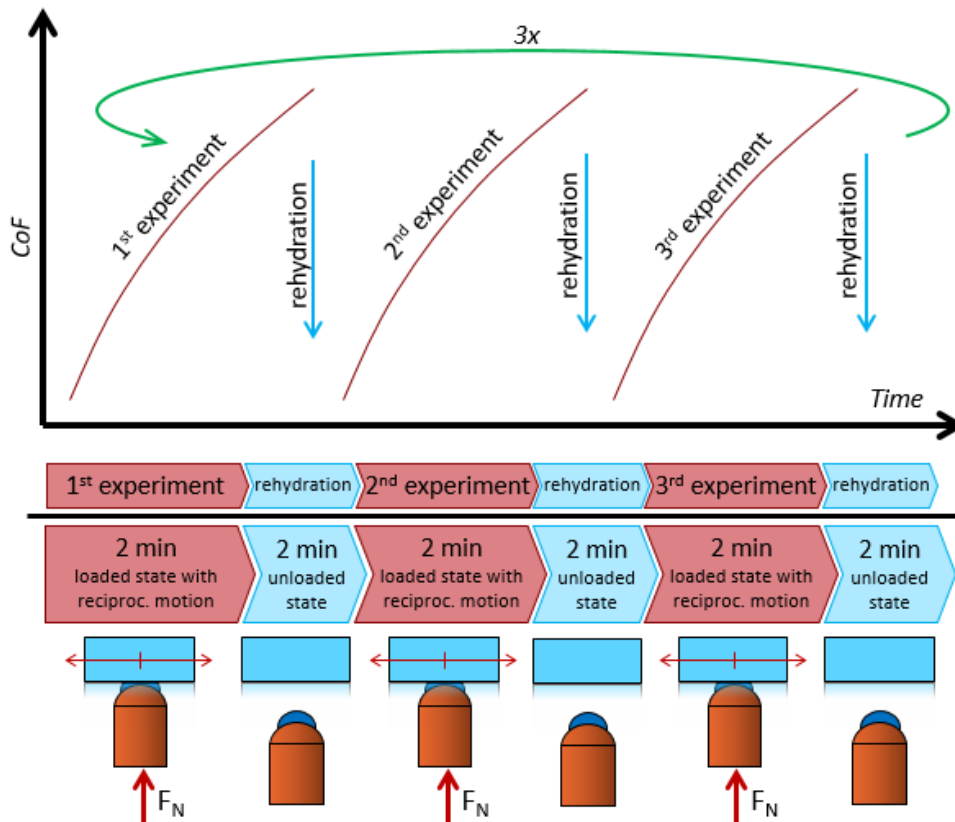 3x
CoF
1st experiment
rehydration
2nd experiment
rehydration
3rd experiment
rehydration
Time
1st experiment
rehydration
2nd experiment
rehydration
3rd experiment
rehydration
2 min
loaded state with
reciproc. motion
2 min
unloaded
state
2 min
loaded state with
reciproc. motion
2 min
unloaded
state
2 min
loaded state with
reciproc. motion
2 min
unloaded
state
FN
FN
FN